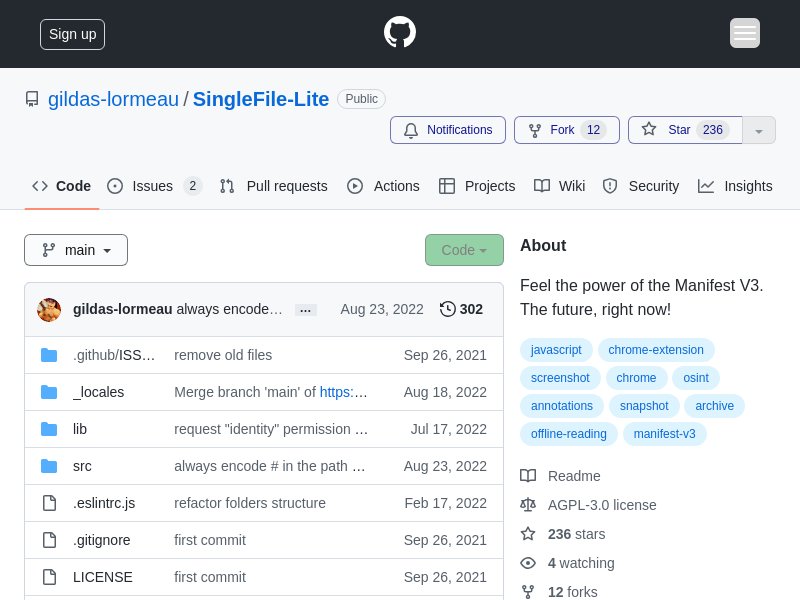 Sign up
gildas-lormeau / SingleFile-Lite Public
Notifications Fork 12 Star 236
Code Issues 2 Pull requests Actions Projects Wiki Security Insights
main Code
gildas-lormeau always encode… ... Aug 23, 2022 302
.github/ISS… remove old files Sep 26, 2021
_locales Merge branch 'main' of https:… Aug 18, 2022
lib request "identity" permission … Jul 17, 2022
src always encode # in the path … Aug 23, 2022
.eslintrc.js refactor folders structure Feb 17, 2022
.gitignore first commit Sep 26, 2021
LICENSE first commit Sep 26, 2021
About
Feel the power of the Manifest V3.
The future, right now!
javascript chrome-extension
screenshot chrome osint
annotations snapshot archive
offline-reading manifest-v3
Readme
AGPL-3.0 license
236 stars
4 watching
12 forks